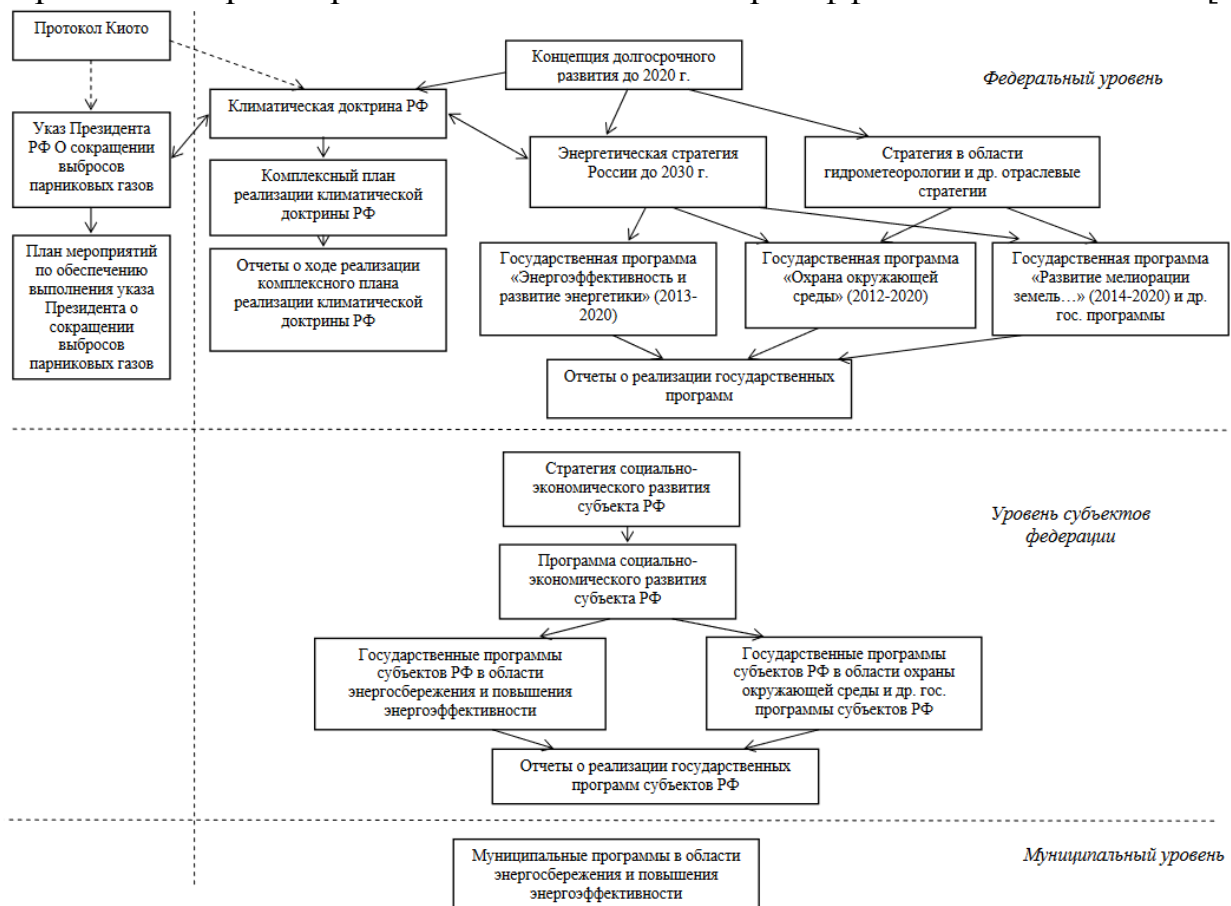 Протокол Киото
Концепция долгосрочного
развития до 2020 г.
Федеральный уровень
Климатическая доктрина РФ
Указ Президента
РФ О сокращении
выбросов
парниковых газов
Энергетическая стратегия
России до 2030 г.
Стратегия в области
гидрометеорологии и др. отраслевые
стратегии
Комплексный план
реализации климатической
доктрины РФ
План мероприятий
по обеспечению
выполнения указа
Президента о
сокращении
выбросов
парниковых газов
Отчеты о ходе реализации
комплексного плана
реализации климатической
доктрины РФ
Государственная программа
«Энергоэффективность и
развитие энергетики» (2013-
2020)
Государственная программа
«Охрана окружающей
среды» (2012-2020)
Государственная программа
«Развитие мелиорации
земель…» (2014-2020) и др.
гос. программы
Отчеты о реализации государственных
программ
Стратегия социально-
экономического развития
субъекта РФ
Уровень субъектов
федерации
Программа социально-
экономического развития
субъекта РФ
Государственные программы
субъектов РФ в области
энергосбережения и повышения
энергоэффективности
Государственные программы
субъектов РФ в области охраны
окружающей среды и др. гос.
программы субъектов РФ
Отчеты о реализации государственных
программ субъектов РФ
Муниципальные программы в области
энергосбережения и повышения
энергоэффективности
Муниципальный уровень